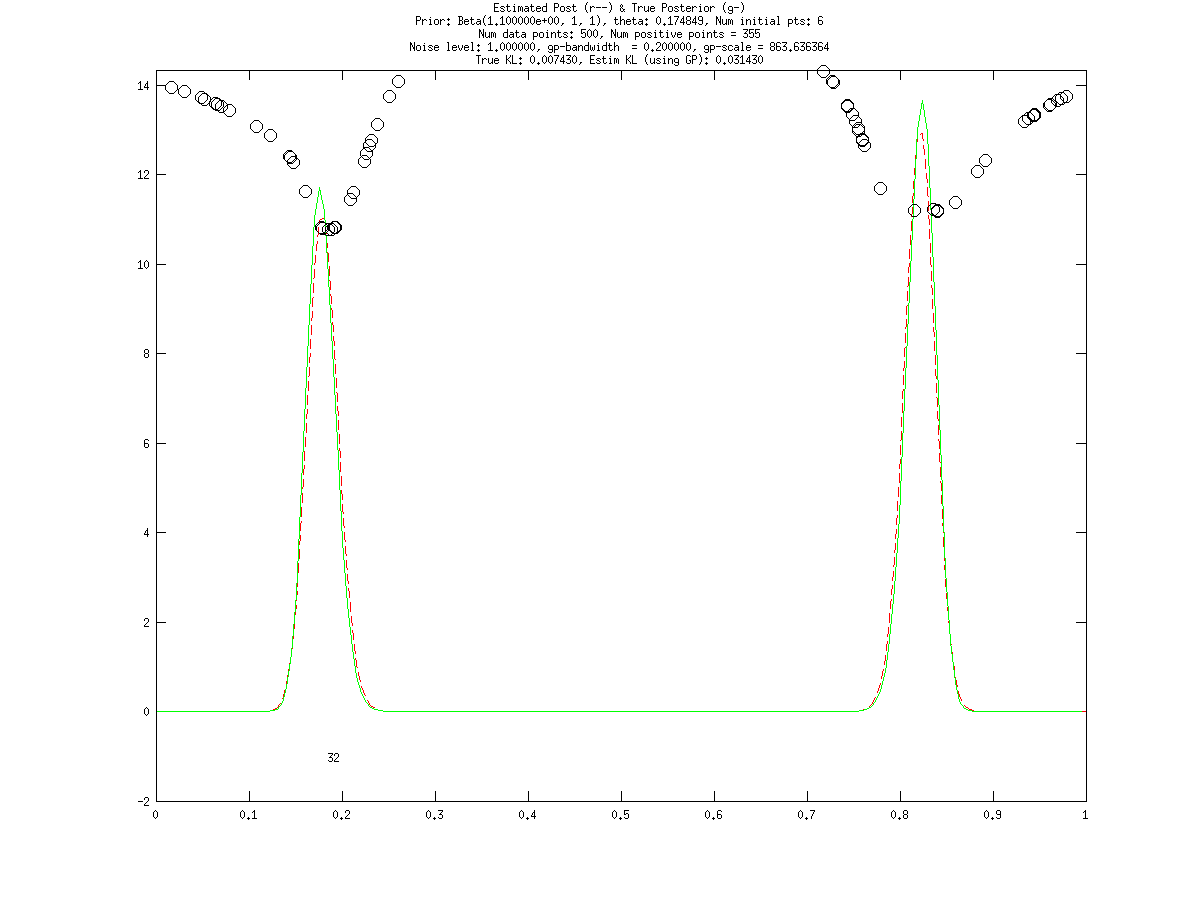 Estimated Post (r--) & True Posterior (g-)
Prior: Beta(1.100000e+00, 1, 1), theta: 0.174849, Num initial pts: 6
Num data points: 500, Num positive points = 355
Noise level: 1.000000, gp-bandwidth  = 0.200000, gp-scale = 863.636364
True KL: 0.007430, Estim KL (using GP): 0.031430
14
12
10
8
6
4
2
0
32
-2
0 0.1 0.2 0.3 0.4 0.5 0.6 0.7 0.8 0.9 1